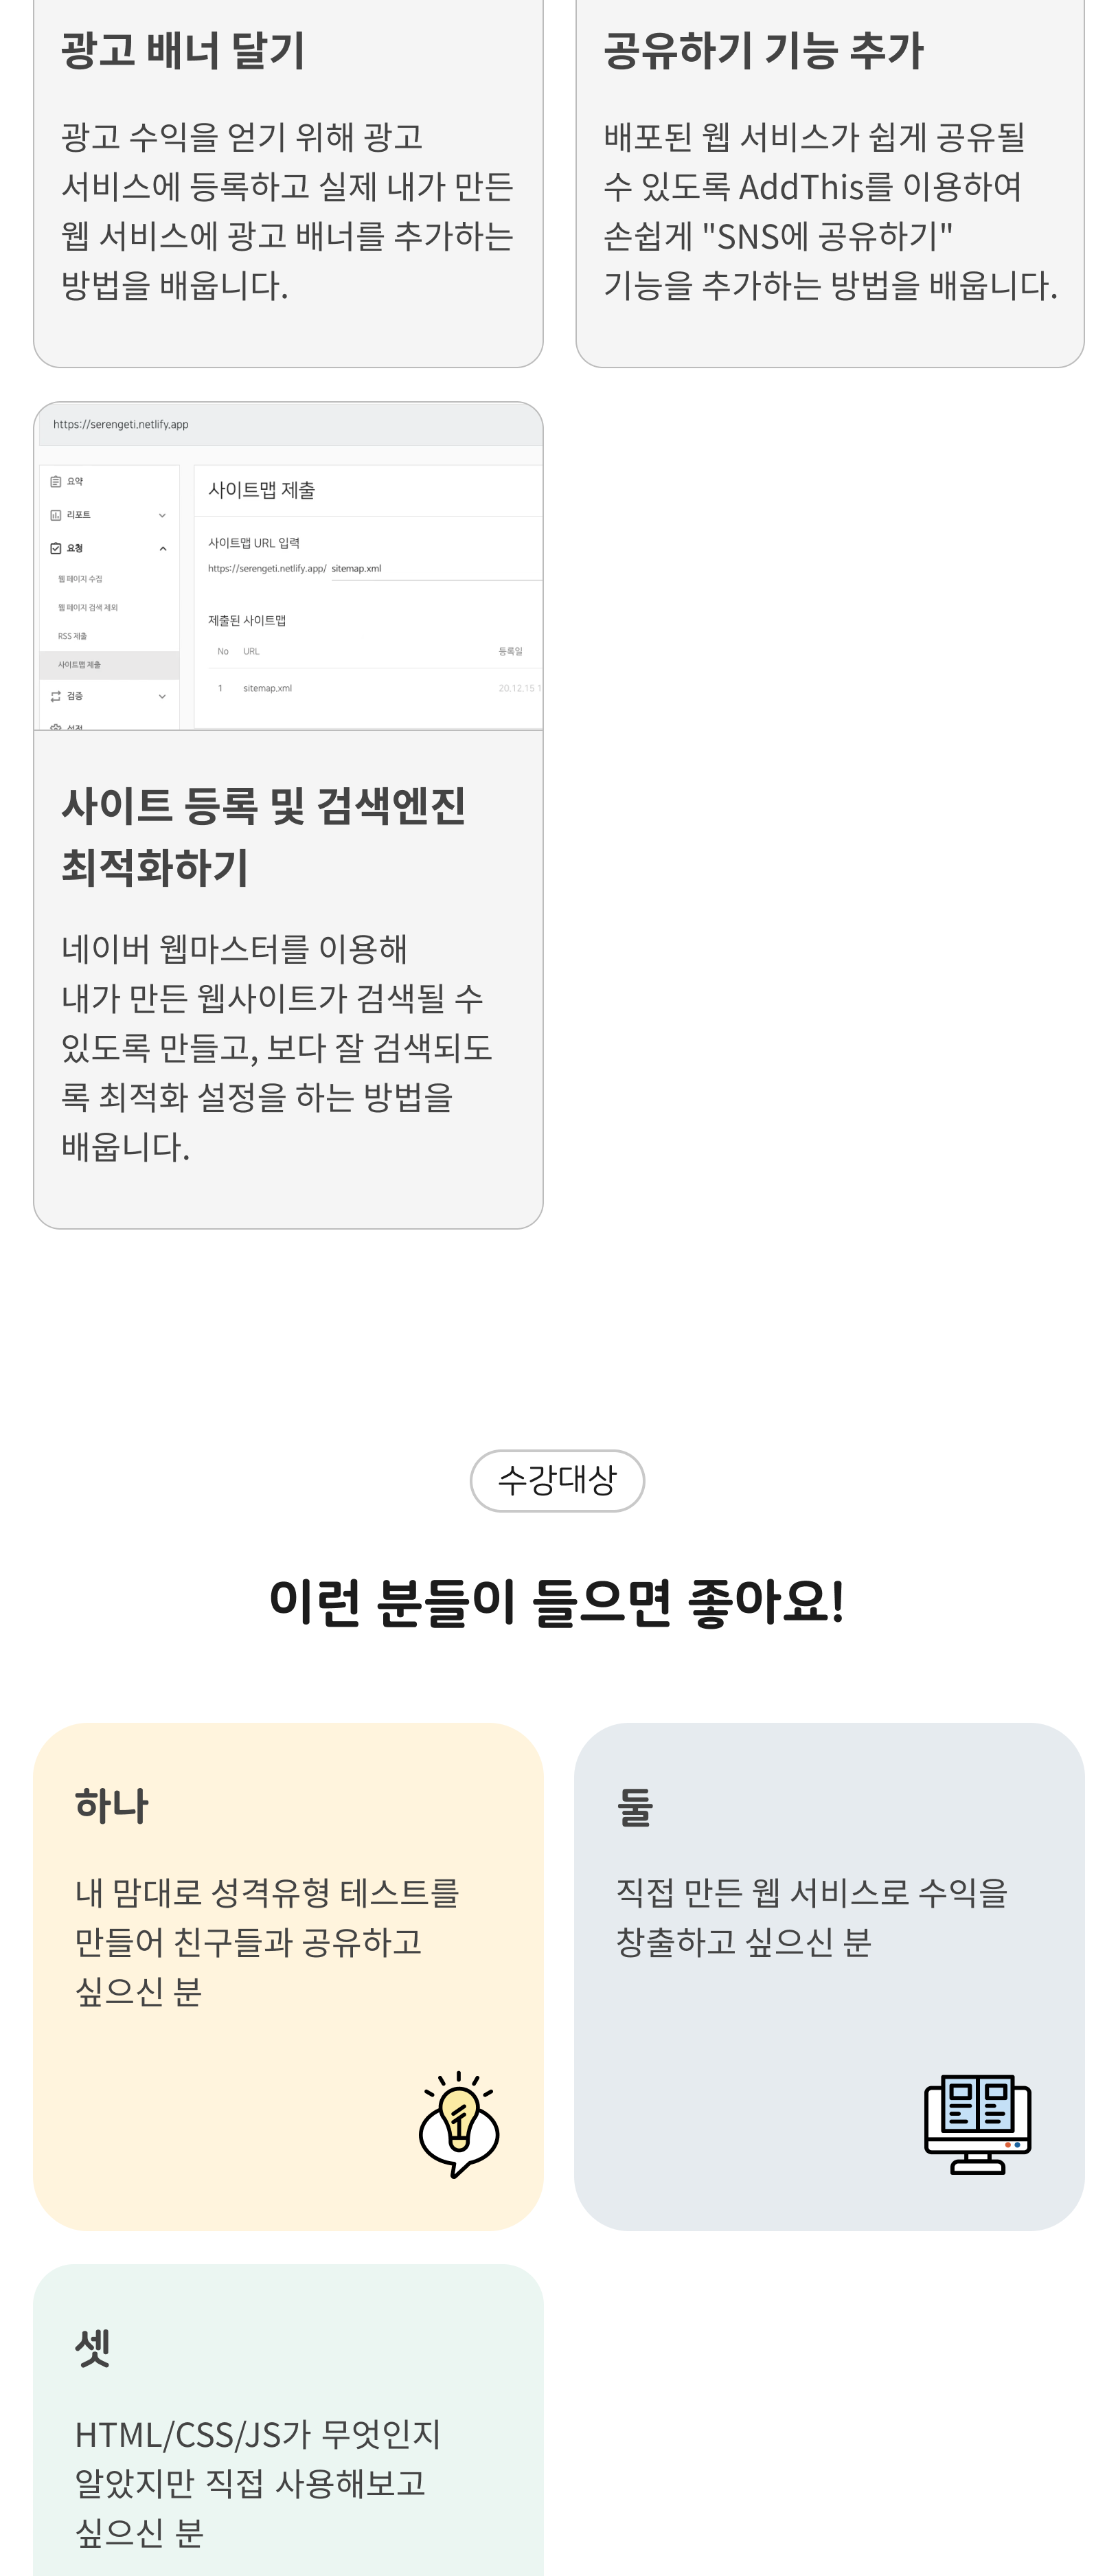 광고 배너 달기
광고 수익을 얻기 위해 광고
서비스에 등록하고 실제 내가 만든
웹 서비스에 광고 배너를 추가하는
방법을 배웁니다.
공유하기 기능 추가
배포된 웹 서비스가 쉽게 공유될
수 있도록 AddThis를 이용하여
손쉽게 "SNS에 공유하기"
기능을 추가하는 방법을 배웁니다.
https://serengeti.netlify.app
요약
리포트
요청
웹 페이지 수집
웹 페이지 검색 제외
RSS 제출
사이트맵 제출
검증
사이트맵 제출
사이트맵 URL 입력
https://serengeti.netlify.app/ sitemap.xml
제출된 사이트맵
No URL 등록일
1 sitemap.xml 20.12.15 1
사이트 등록 및 검색엔진
최적화하기
네이버 웹마스터를 이용해
내가 만든 웹사이트가 검색될 수
있도록 만들고, 보다 잘 검색되도
록 최적화 설정을 하는 방법을
배웁니다.
수강대상
이런 분들이 들으면 좋아요!
하나
내 맘대로 성격유형 테스트를
만들어 친구들과 공유하고
싶으신 분
둘
직접 만든 웹 서비스로 수익을
창출하고 싶으신 분
셋
HTML/CSS/JS가 무엇인지
알았지만 직접 사용해보고
싶으신 분